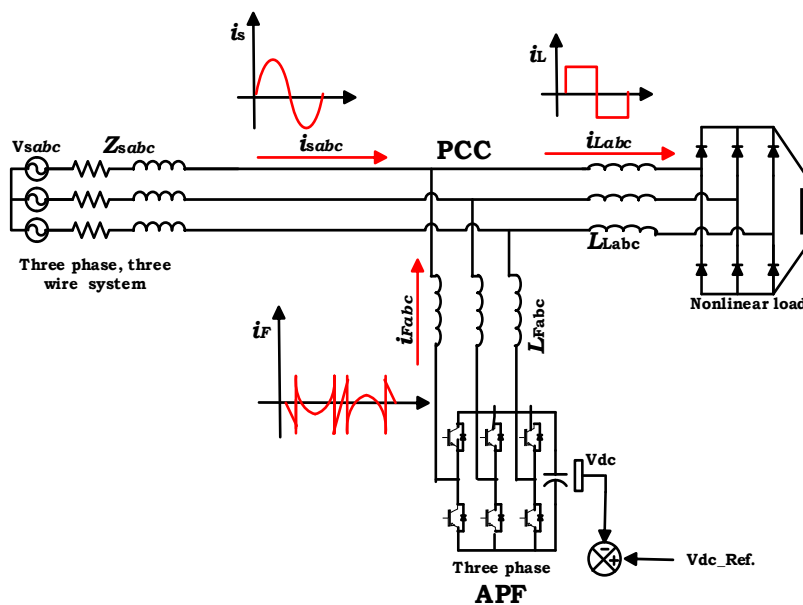 is
iL
Vsabc
Zsabc
isabc
PCC
iLabc
LLabc
Three phase, three
wire system
Nonlinear load
iFabc
LFabc
iF
Vdc
-
+
Vdc_Ref.
Three phase
APF